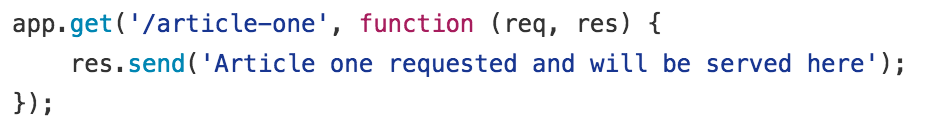 app.get('/article-one', function (req, res) {
    res.send('Article one requested and will be served here');
});